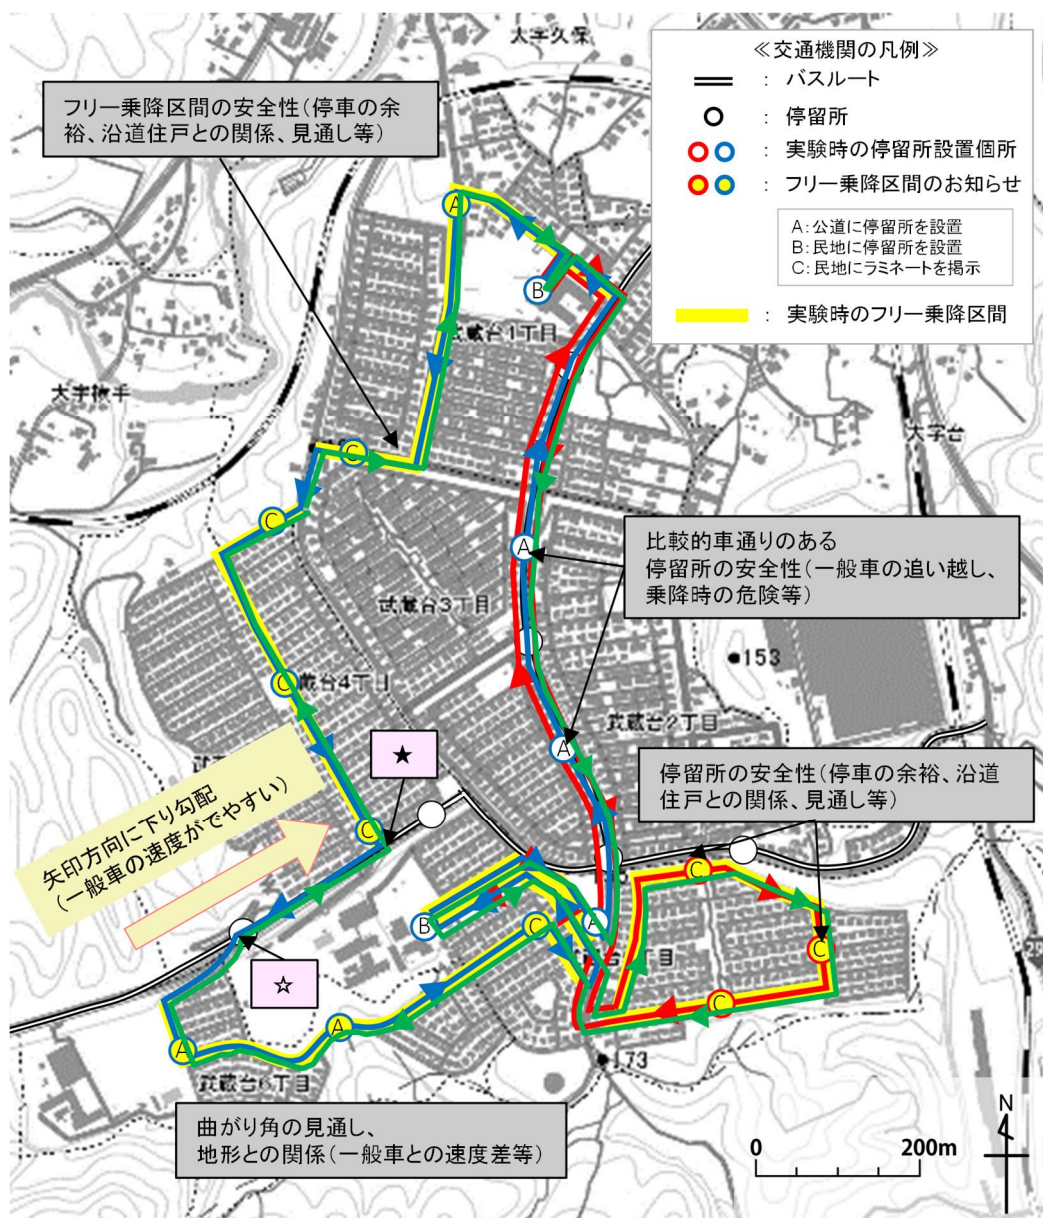 大字久保
≪交通機関の凡例≫
： バスルート
： 停留所
： 実験時の停留所設置個所
： フリー乗降区間のお知らせ
A：公道に停留所を設置
B：民地に停留所を設置
C：民地にラミネートを掲示
： 実験時のフリー乗降区間
フリー乗降区間の安全性（停車の余
裕、沿道住戸との関係、見通し等）
A
B
武蔵台1丁目
大字台
C
C
A
比較的車通りのある
停留所の安全性（一般車の追い越し、
乗降時の危険等）
武蔵台3丁目
153
C
蔵台4丁目
武蔵台2丁目
A
★
停留所の安全性（停車の余裕、沿道
住戸との関係、見通し等）
矢印方向に下り勾配
（一般車の速度がでやすい）
C
C
B
C
A
C
☆
C
A
A
73
武蔵台6丁目
曲がり角の見通し、
地形との関係（一般車との速度差等）
N
0 200m